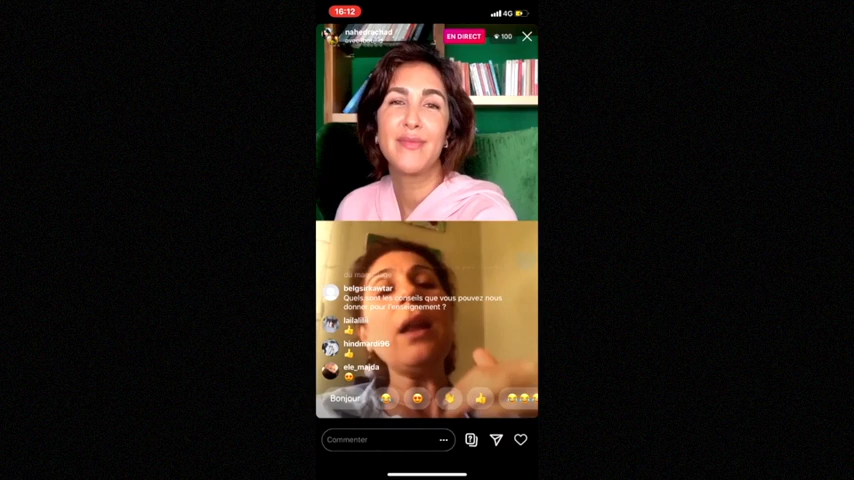 16:12
4G
nahedrachad
EN DIRECT
100
belgsirkawtar
Quels sont les conseils que vous pouvez nous
donner pour l'enseignement ?
lailalili
hindmardi96
ele_majda
Bonjour
Commenter